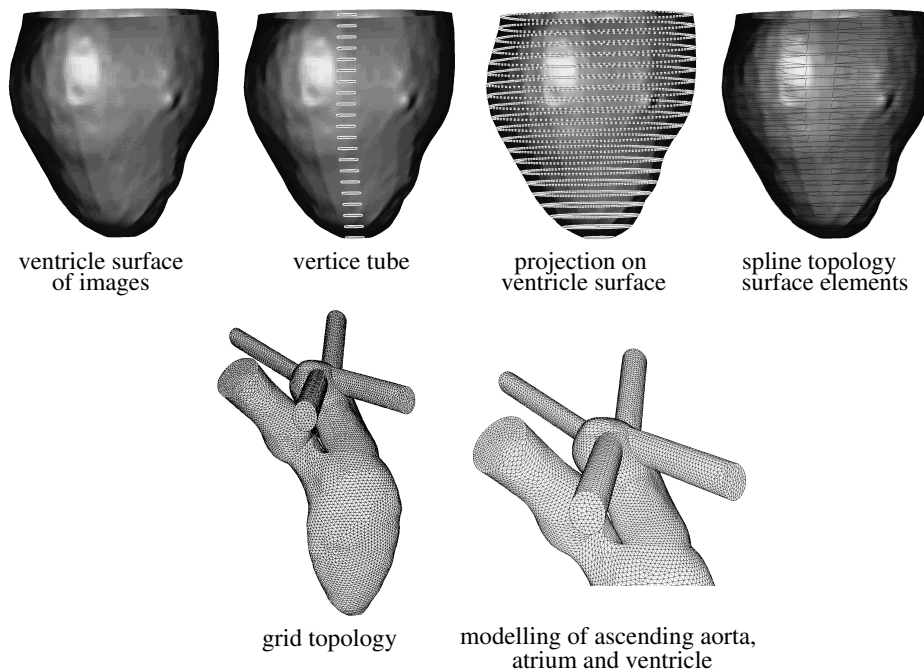 ventricle surface
of images
vertice tube
projection on
ventricle surface
spline topology
surface elements
grid topology
modelling of ascending aorta,
atrium and ventricle